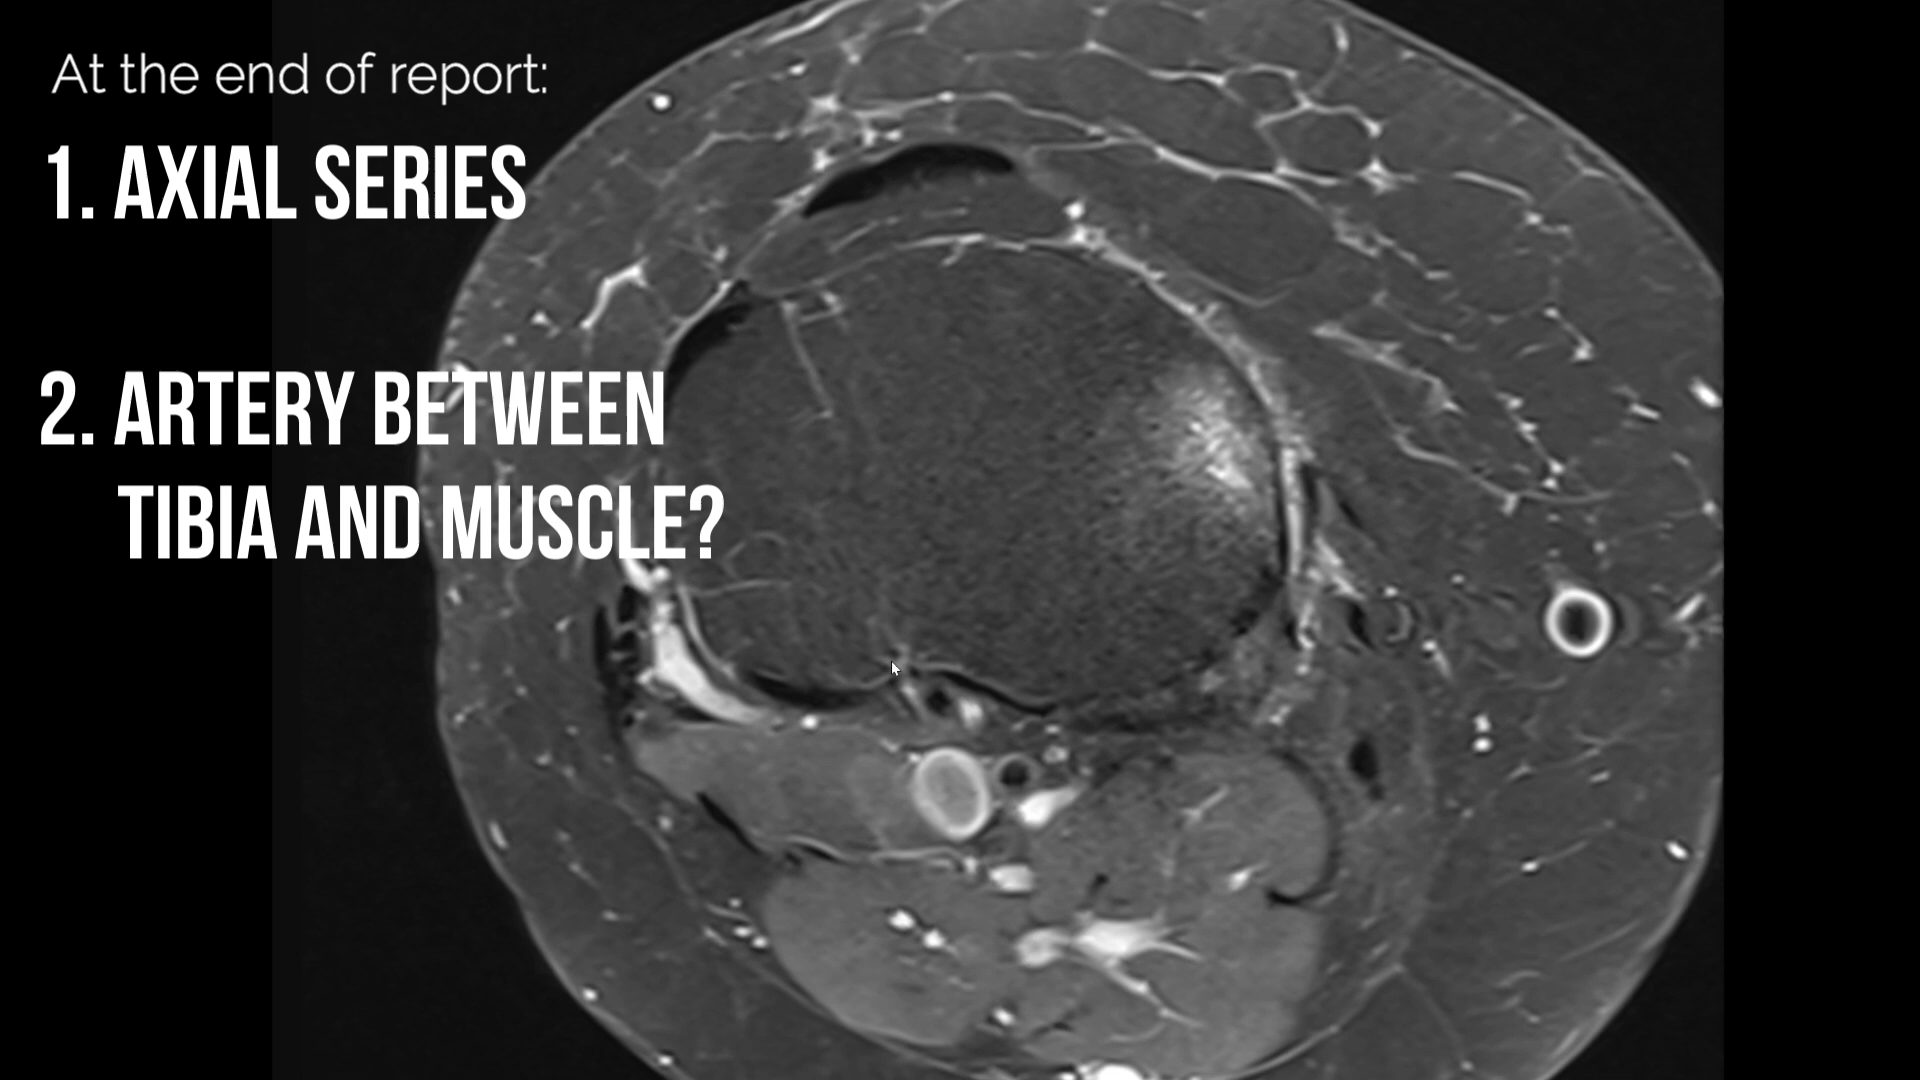 At the end of report:
1. AXIAL SERIES
2. ARTERY BETWEEN
TIBIA AND MUSCLE?